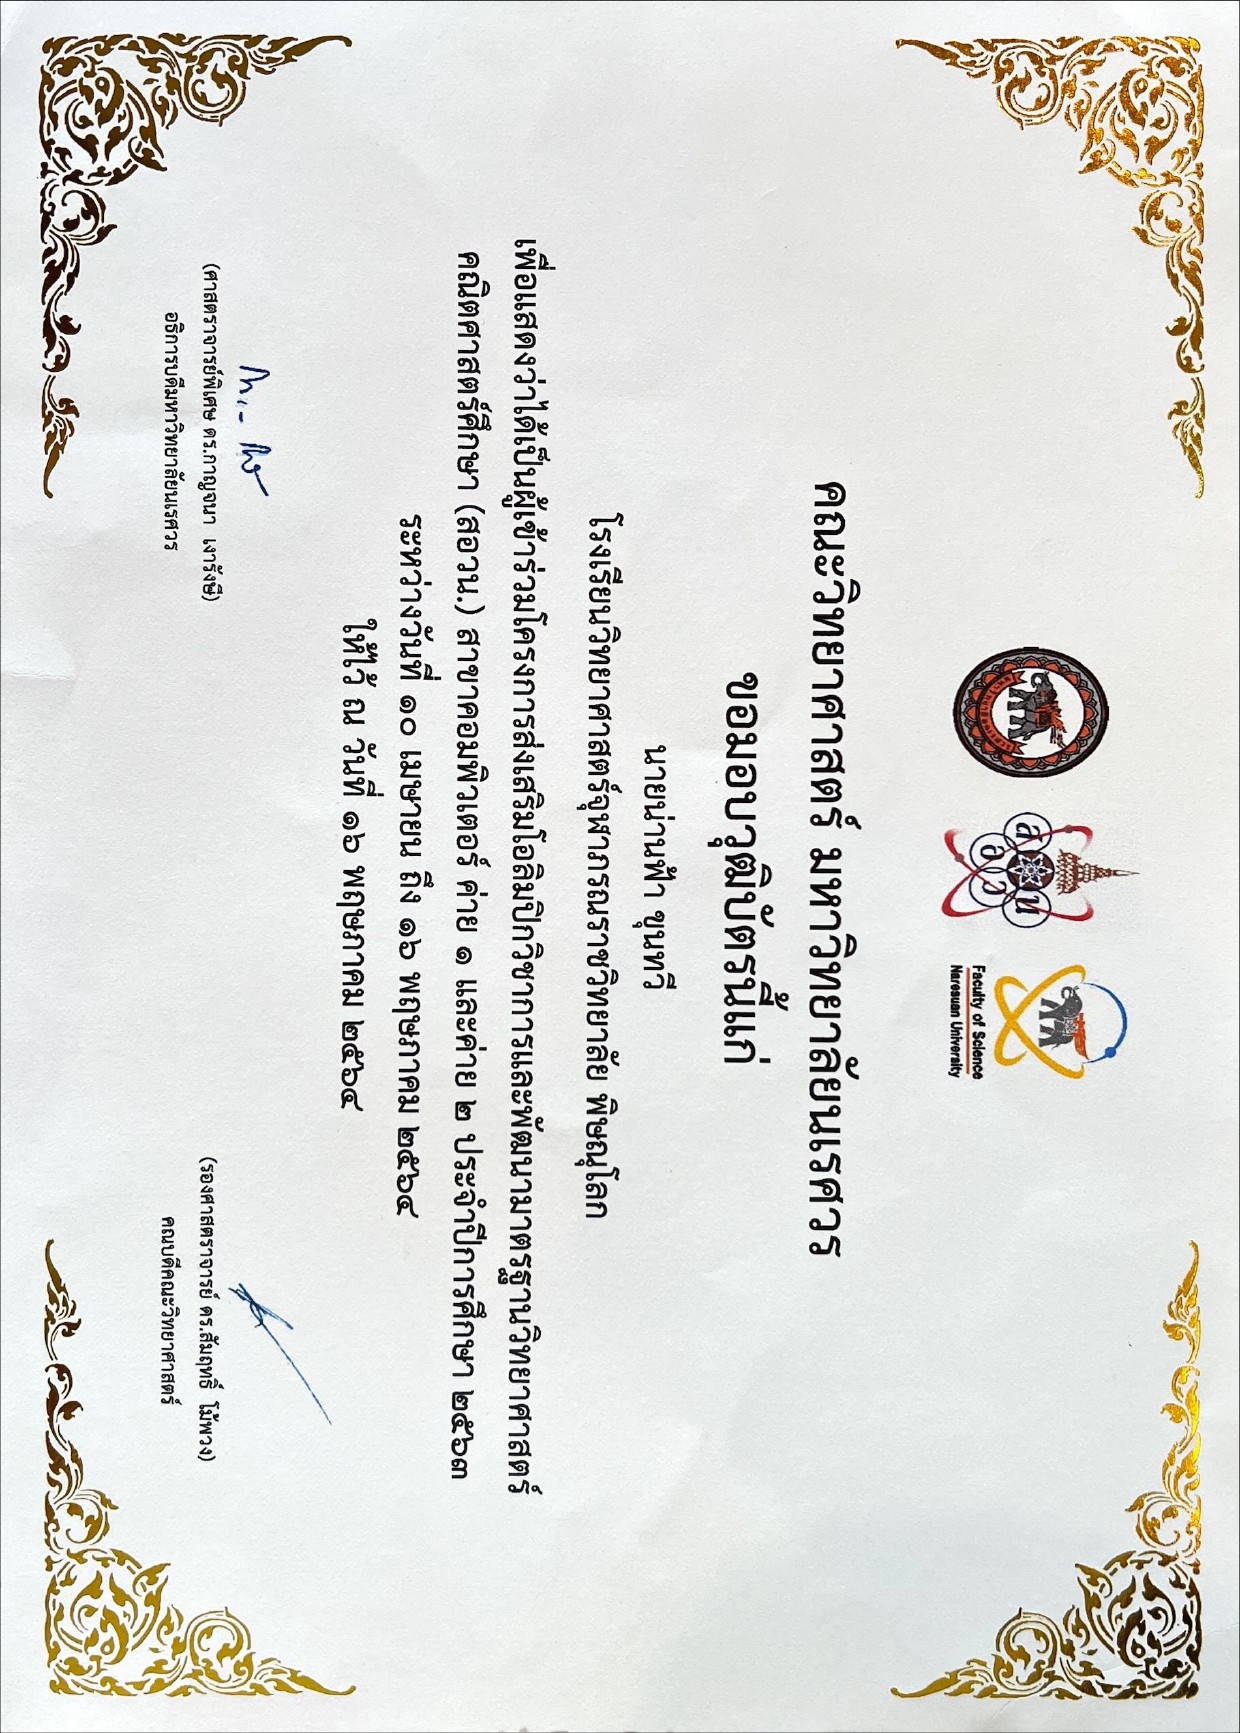 ส น
อ ว
Faculty of Science
Naresuan University
คณะวิทยาศาสตร์ มหาวิทยาลัยนเรศวร
ขอมอบวุฒิบัตรนี้แก่
นายน่านฟ้า ขุนทวี
โรงเรียนวิทยาศาสตร์จุฬาภรณราชวิทยาลัย พิษณุโลก
เพื่อแสดงว่าได้เป็นผู้เข้าร่วมโครงการส่งเสริมโอลิมปิกวิชาการและพัฒนามาตรฐานวิทยาศาสตร์
คณิตศาสตร์ศึกษา (สอวน.) สาขาคอมพิวเตอร์ ค่าย ๑ และค่าย ๒ ประจำปีการศึกษา ๒๕๖๓
ระหว่างวันที่ ๑๐ เมษายน ถึง ๑๖ พฤษภาคม ๒๕๖๔
ให้ไว้ ณ วันที่ ๑๖ พฤษภาคม ๒๕๖๔
(ศาสตราจารย์พิเศษ ดร.กาญจนา เงารังษี)
อธิการบดีมหาวิทยาลัยนเรศวร
(รองศาสตราจารย์ ดร.สัมฤทธิ์ โม้พวง)
คณบดีคณะวิทยาศาสตร์